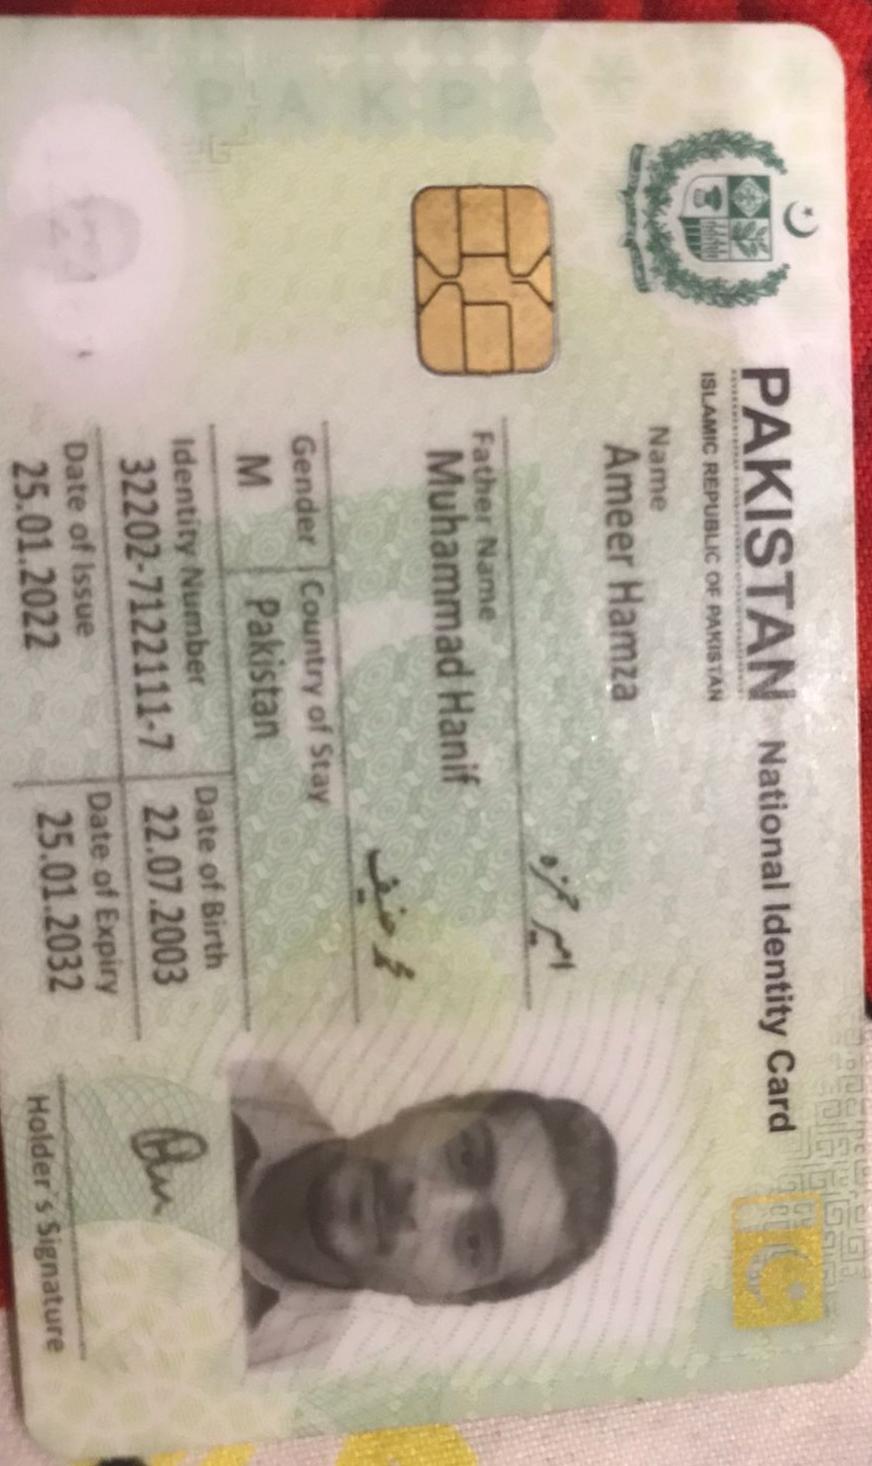 PAKISTAN National Identity Card
ISLAMIC REPUBLIC OF PAKISTAN
Name
Ameer Hamza
امیر حمزہ
Father Name
Muhammad Hanif
محمد حنیف
Gender Country of Stay
M Pakistan
Identity Number Date of Birth
32202-7122111-7 22.07.2003
Date of Issue Date of Expiry
25.01.2022 25.01.2032
Holder's Signature
PAKPA